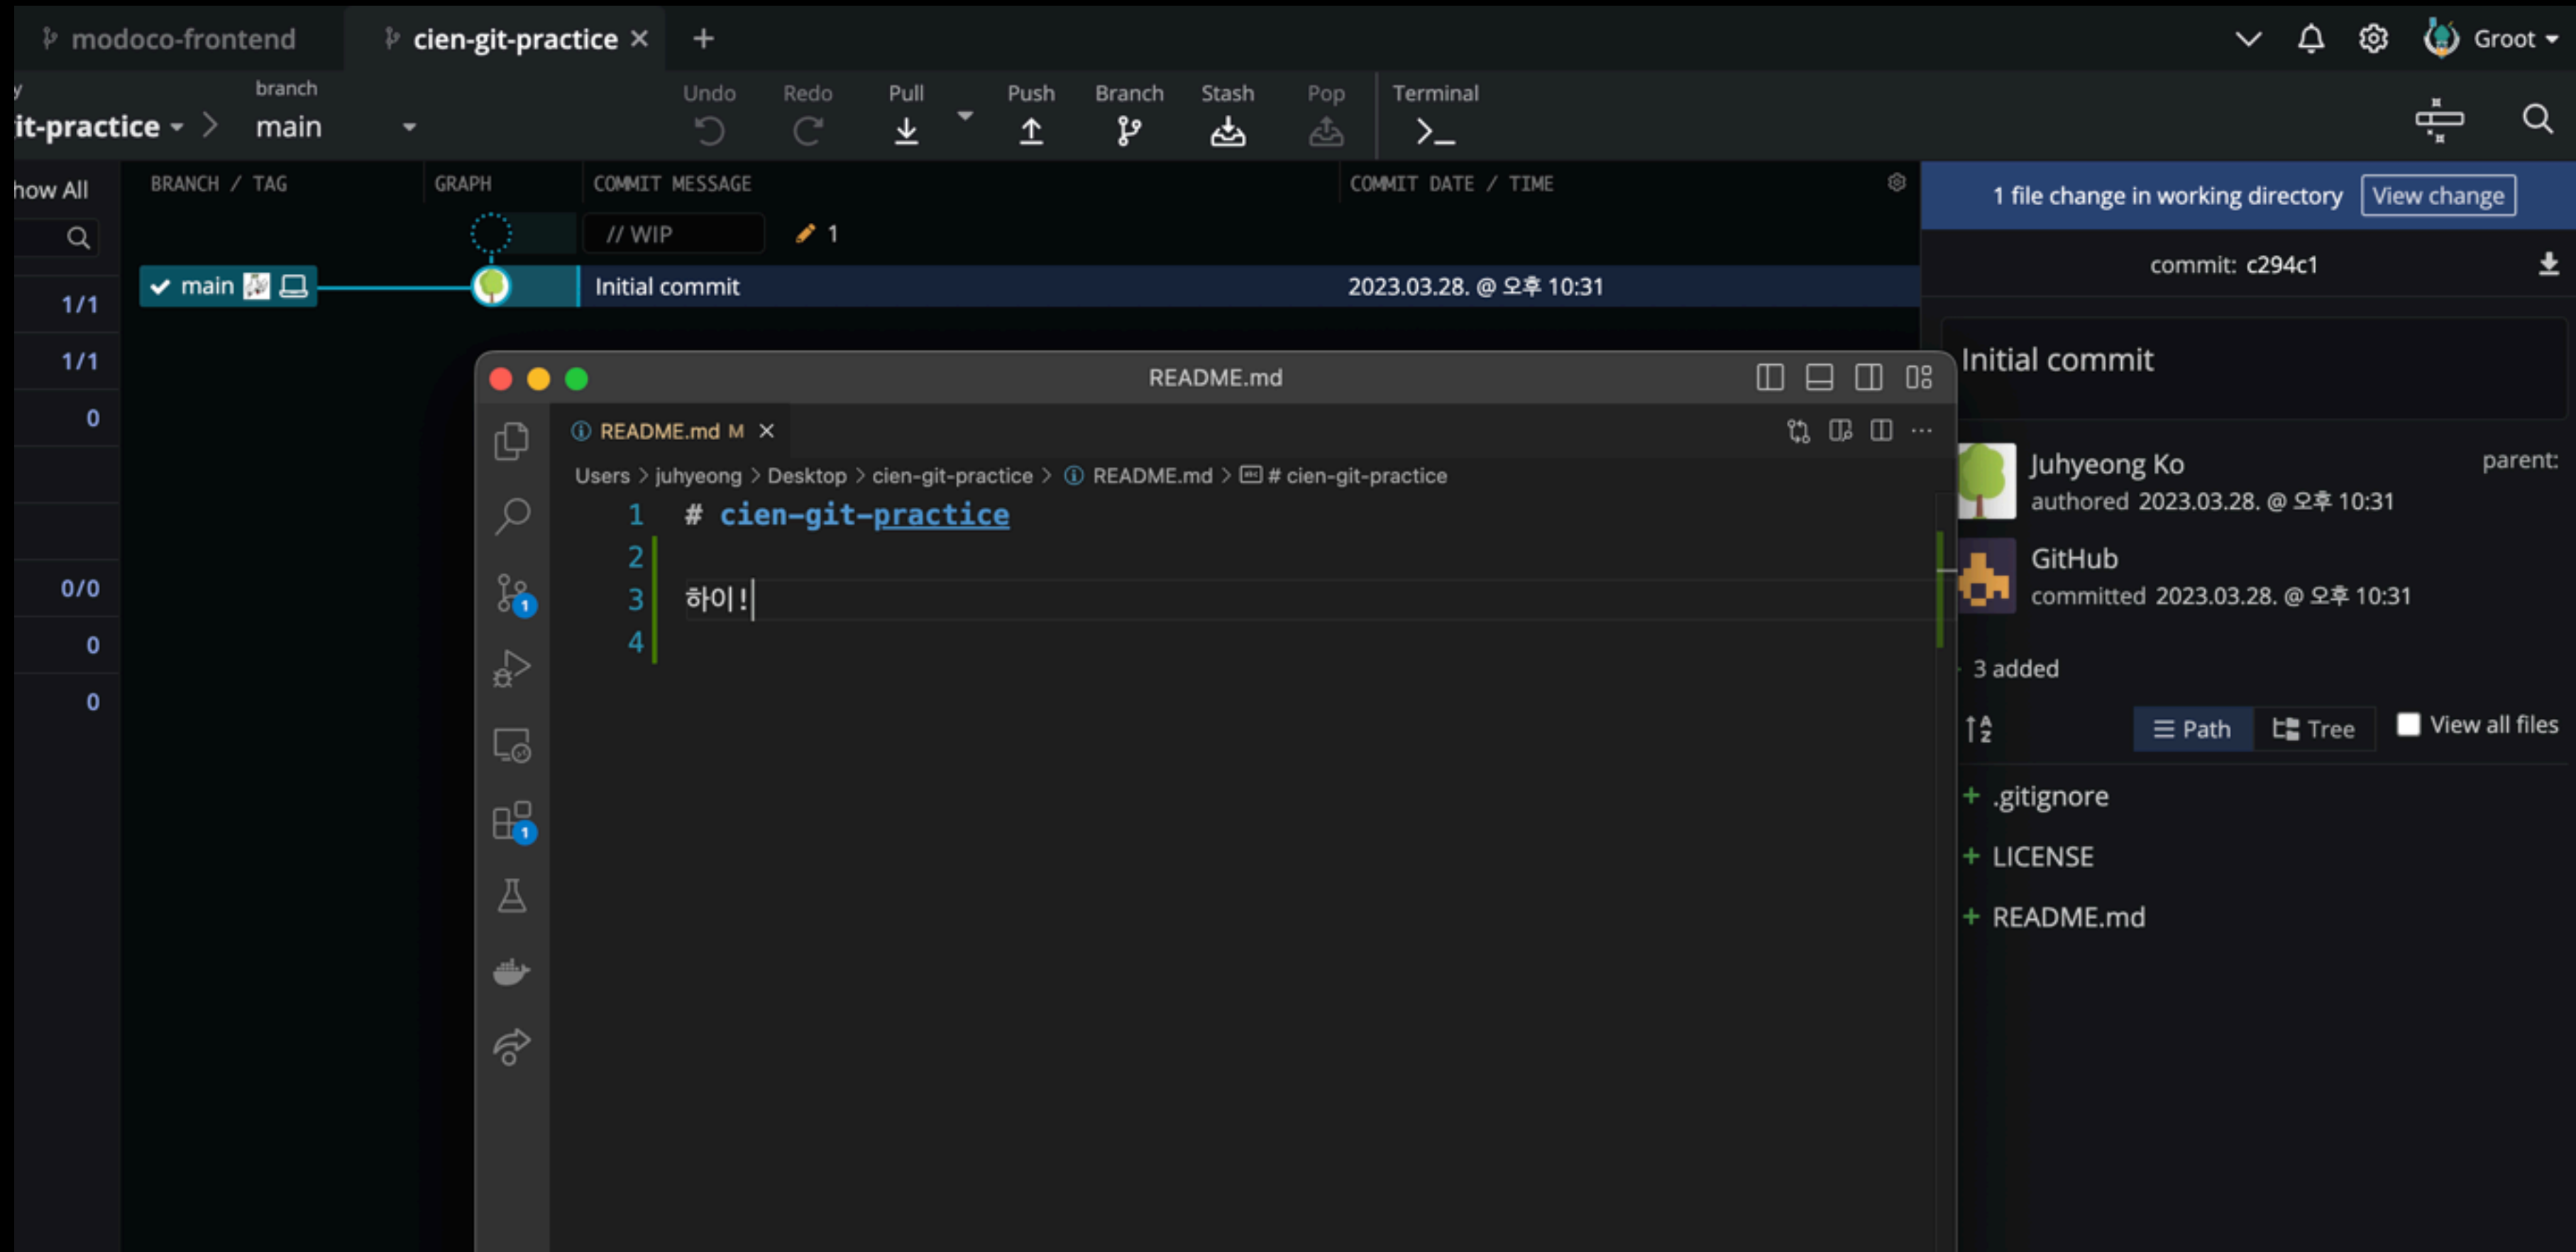 modoco-frontend
cien-git-practice
Groot
y
it-practice
branch
main
Undo
Redo
Pull
Push
Branch
Stash
Pop
Terminal
how All
BRANCH / TAG
GRAPH
COMMIT MESSAGE
COMMIT DATE / TIME
// WIP
1
main
Initial commit
2023.03.28. @ 오후 10:31
1/1
1/1
0
0/0
0
0
1 file change in working directory
View change
commit: c294c1
Initial commit
Juhyeong Ko
authored 2023.03.28. @ 오후 10:31
parent:
GitHub
committed 2023.03.28. @ 오후 10:31
3 added
Path
Tree
View all files
+ .gitignore
+ LICENSE
+ README.md
README.md
README.md M
Users > juhyeong > Desktop > cien-git-practice > README.md > # cien-git-practice
1 # cien-git-practice
2
3 하이!
4
1
1